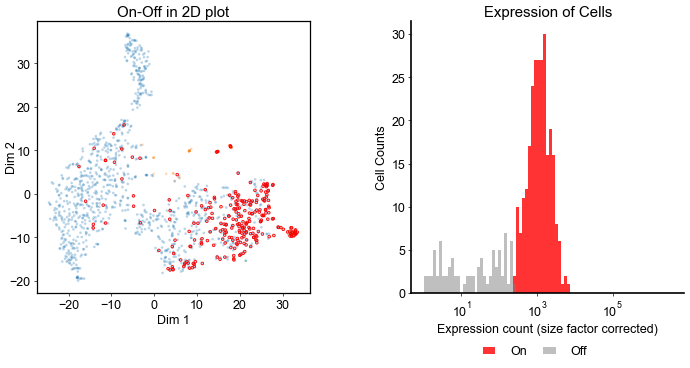 On-Off in 2D plot
Dim 2
30
20
10
0
−10
−20
−20 −10 0 10 20 30
Dim 1
Expression of Cells
Cell Counts
30
25
20
15
10
5
0
10^1 10^3 10^5
Expression count (size factor corrected)
On Off